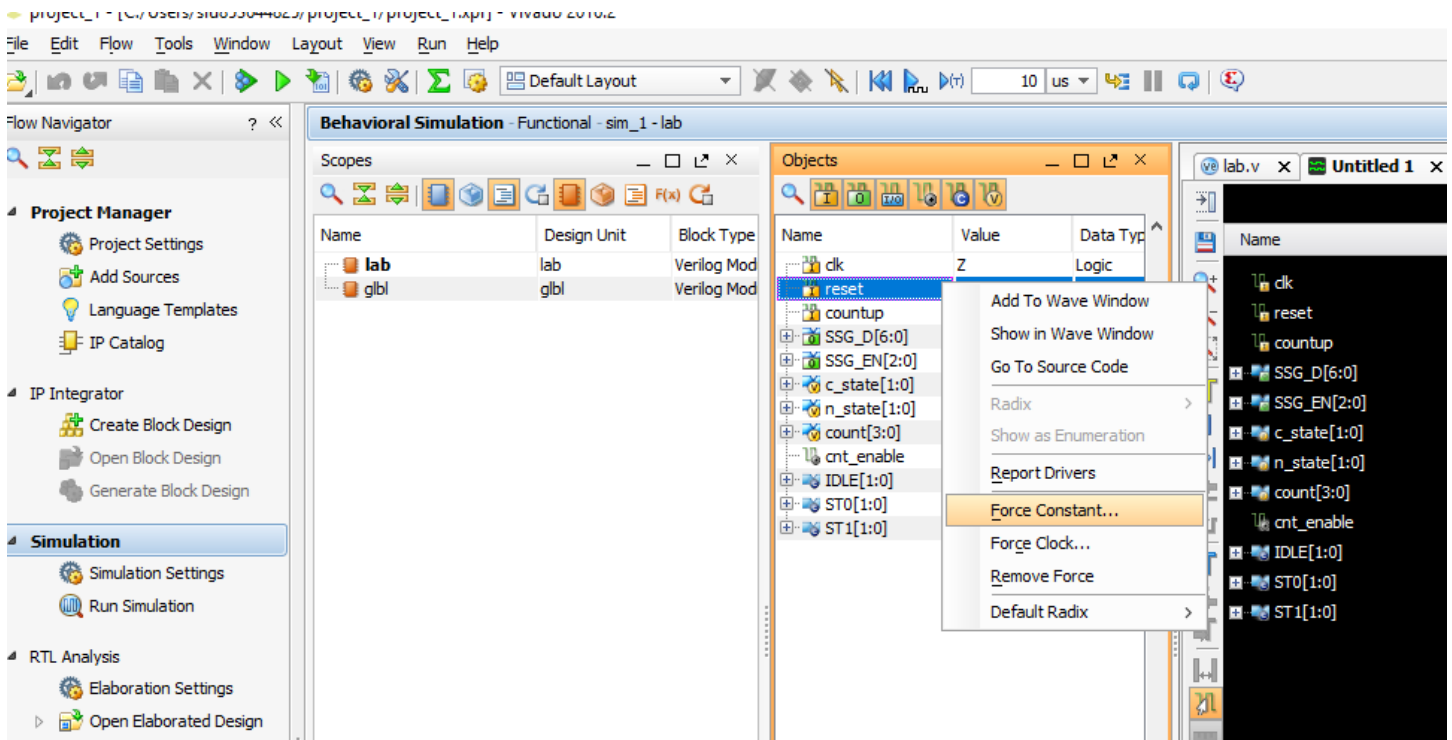 File Edit Flow Tools Window Layout View Run Help
Default Layout
10 us
Flow Navigator ? «
Project Manager
Project Settings
Add Sources
Language Templates
IP Catalog
IP Integrator
Create Block Design
Open Block Design
Generate Block Design
Simulation
Simulation Settings
Run Simulation
RTL Analysis
Elaboration Settings
Open Elaborated Design
Behavioral Simulation - Functional - sim_1 - lab
Scopes
F(x)
Name Design Unit Block Type
lab lab Verilog Mod
glbl glbl Verilog Mod
Objects
Name Value Data Typ
clk Z Logic
reset
countup
SSG_D[6:0]
SSG_EN[2:0]
c_state[1:0]
n_state[1:0]
count[3:0]
cnt_enable
IDLE[1:0]
ST0[1:0]
ST1[1:0]
Add To Wave Window
Show in Wave Window
Go To Source Code
Radix
Show as Enumeration
Report Drivers
Force Constant...
Force Clock...
Remove Force
Default Radix
lab.v Untitled 1
Name
clk
reset
countup
SSG_D[6:0]
SSG_EN[2:0]
c_state[1:0]
n_state[1:0]
count[3:0]
cnt_enable
IDLE[1:0]
ST0[1:0]
ST1[1:0]